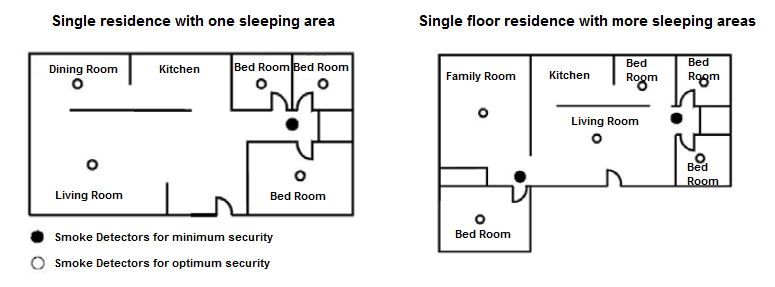 Single residence with one sleeping area
Single floor residence with more sleeping areas
Dining Room
Kitchen
Bed Room
Bed Room
Living Room
Bed Room
Smoke Detectors for minimum security
Smoke Detectors for optimum security
Family Room
Kitchen
Bed
Room
Bed
Room
Living Room
Bed
Room
Bed Room